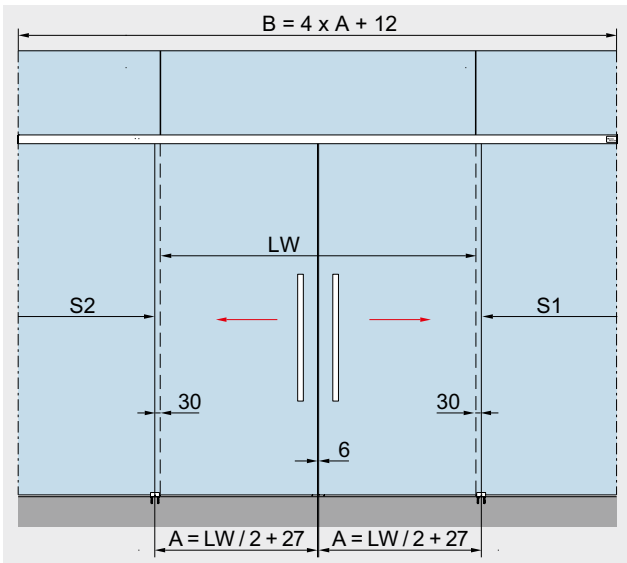 B = 4 x A + 12
LW
S2
S1
30
30
6
A = LW / 2 + 27
A = LW / 2 + 27